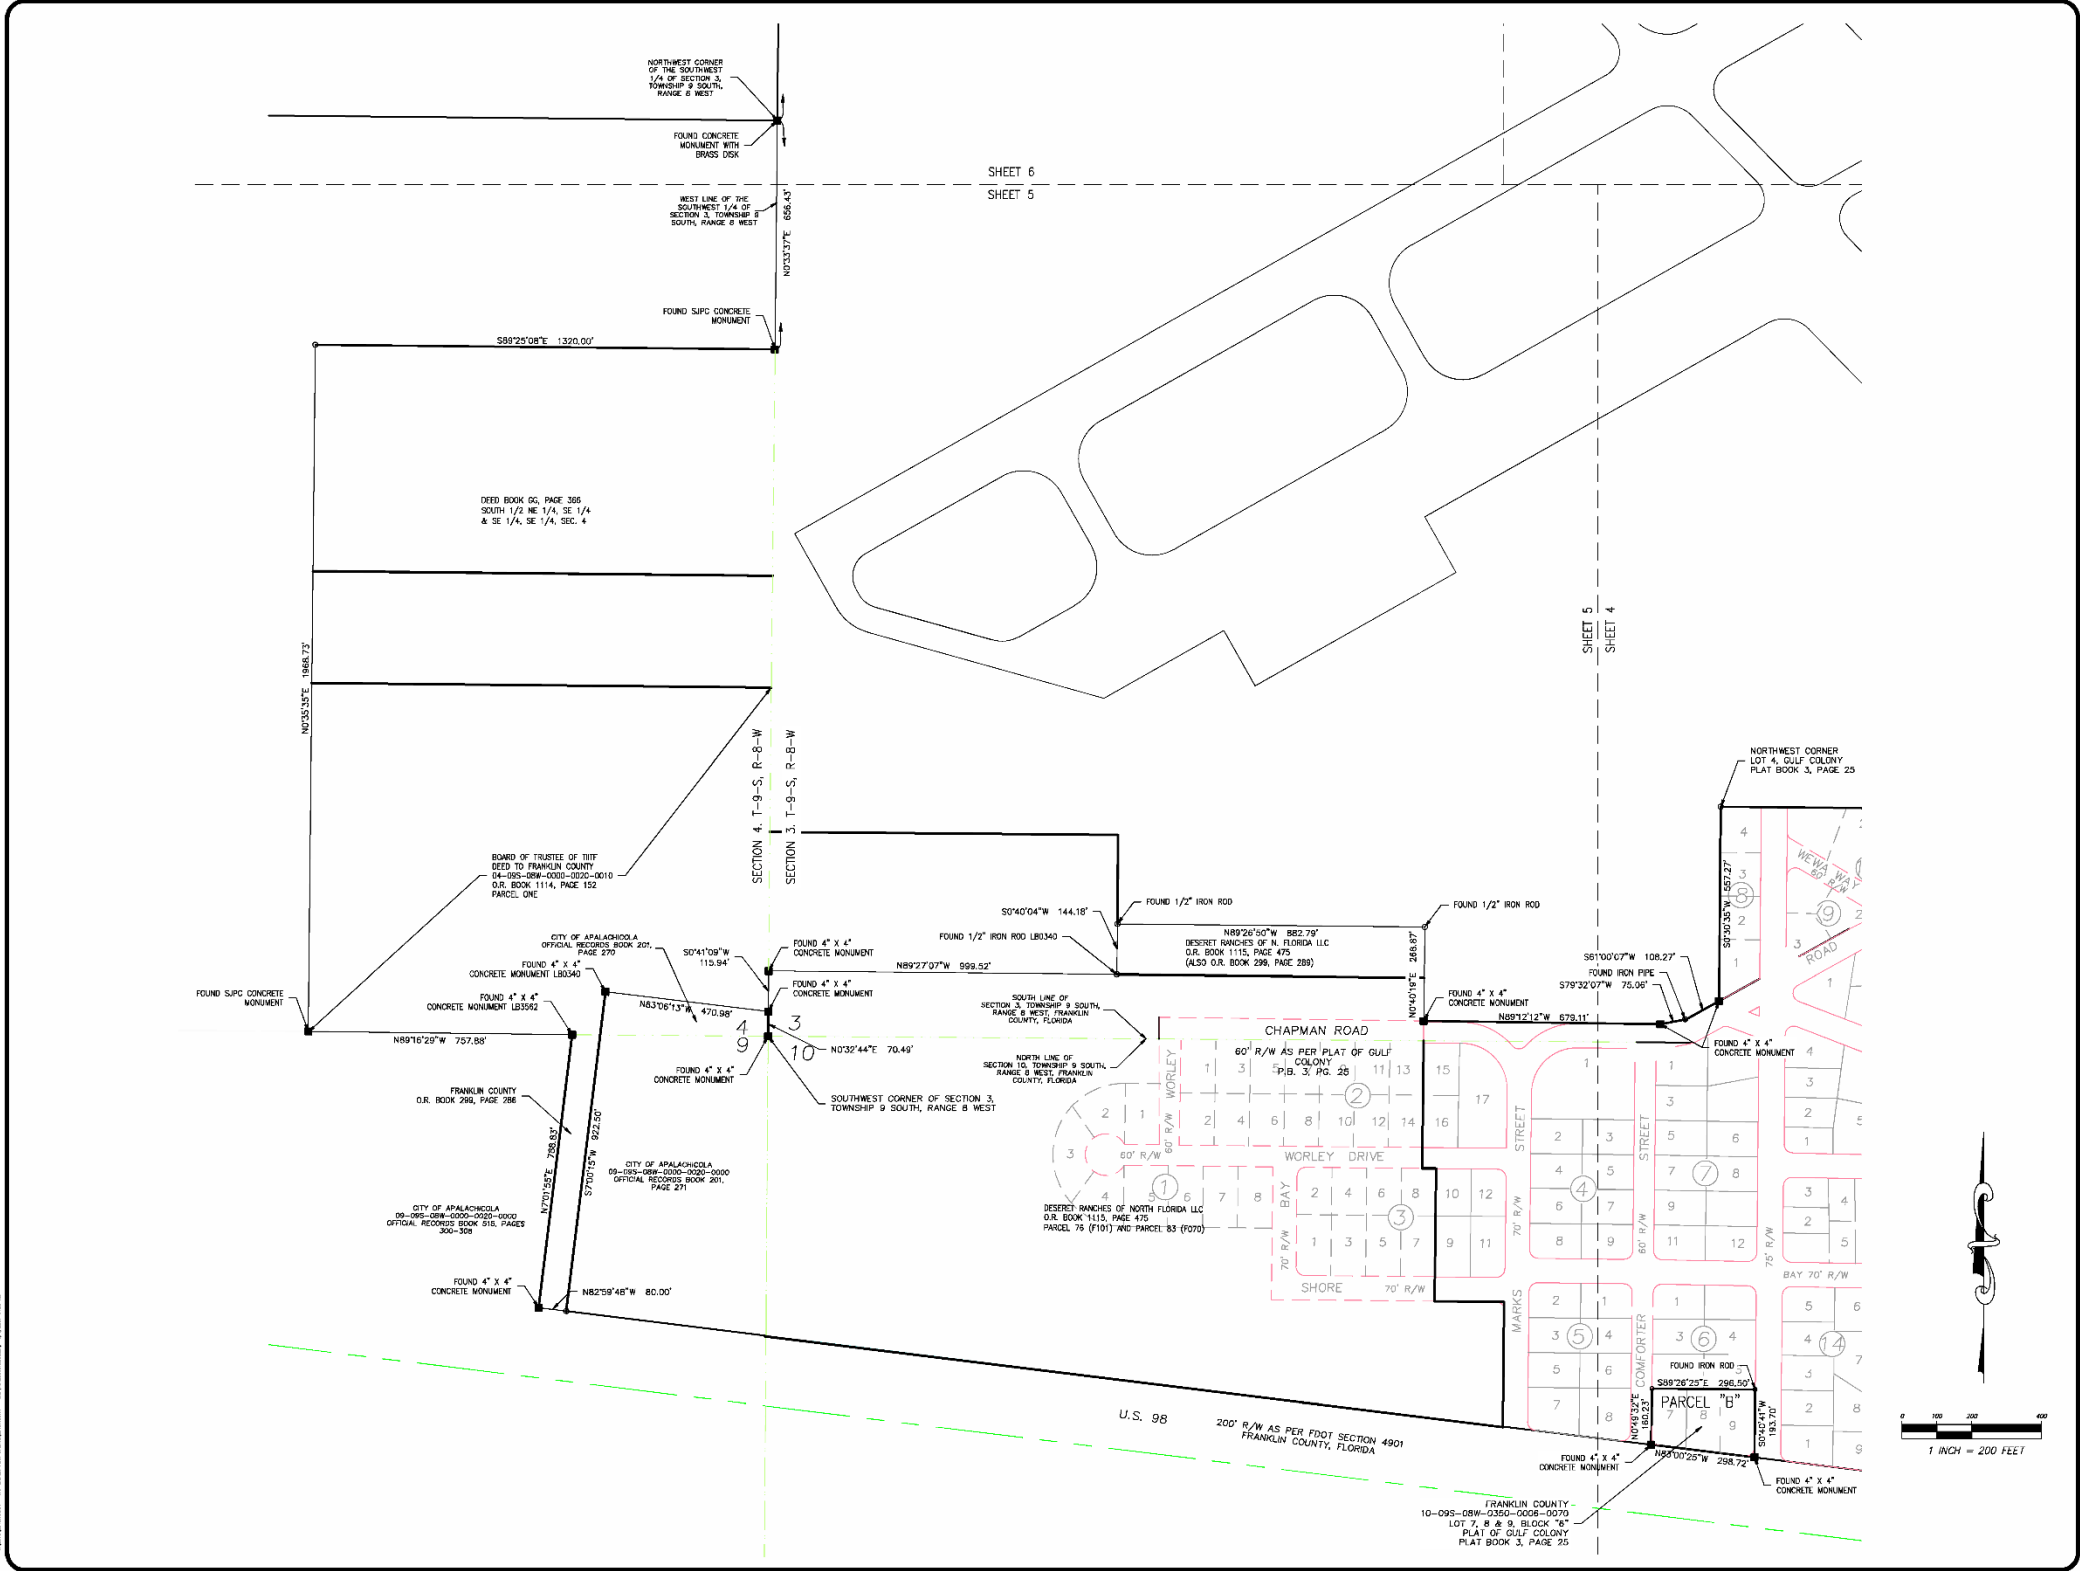 NORTHWEST CORNER
OF THE SOUTHWEST
1/4 OF SECTION 3,
TOWNSHIP 9 SOUTH,
RANGE 8 WEST
FOUND CONCRETE
MONUMENT WITH
BRASS DISK
SHEET 6
SHEET 5
WEST LINE OF THE
SOUTHWEST 1/4 OF
SECTION 3, TOWNSHIP 9
SOUTH, RANGE 8 WEST
N0°33'37"E 656.43'
FOUND SJPC CONCRETE
MONUMENT
S89°25'08"E 1320.00'
DEED BOOK GG, PAGE 366
SOUTH 1/2 NE 1/4, SE 1/4
& SE 1/4, SE 1/4, SEC. 4
N0°35'35"E 1968.73'
SHEET 5
SHEET 4
SECTION 4, T-9-S, R-8-W
SECTION 3, T-9-S, R-8-W
NORTHWEST CORNER
LOT 4, GULF COLONY
PLAT BOOK 3, PAGE 25
BOARD OF TRUSTEE OF TIITF
DEED TO FRANKLIN COUNTY
04-09S-08W-0000-0020-0010
O.R. BOOK 1114, PAGE 152
PARCEL ONE
CITY OF APALACHICOLA
OFFICIAL RECORDS BOOK 201,
PAGE 270
FOUND 4" X 4"
CONCRETE MONUMENT LB0340
FOUND 4" X 4"
CONCRETE MONUMENT LB3562
FOUND SJPC CONCRETE
MONUMENT
S0°41'09"W
115.94'
FOUND 4" X 4"
CONCRETE MONUMENT
FOUND 4" X 4"
CONCRETE MONUMENT
N83°06'13"W 470.98'
N89°16'29"W 757.88'
4 3
9 10
N0°32'44"E 70.49'
FOUND 4" X 4"
CONCRETE MONUMENT
SOUTHWEST CORNER OF SECTION 3,
TOWNSHIP 9 SOUTH, RANGE 8 WEST
S0°40'04"W 144.18'
FOUND 1/2" IRON ROD
FOUND 1/2" IRON ROD LB0340
N89°27'07"W 999.52'
N89°26'50"W 882.79'
DESERET RANCHES OF N. FLORIDA LLC
O.R. BOOK 1115, PAGE 475
(ALSO O.R. BOOK 299, PAGE 289)
FOUND 1/2" IRON ROD
N0°40'19"E 268.87'
FOUND 4" X 4"
CONCRETE MONUMENT
N89°12'12"W 679.11'
S61°00'07"W 108.27'
FOUND IRON PIPE
S79°32'07"W 75.06'
S0°30'35"W 557.27'
FOUND 4" X 4"
CONCRETE MONUMENT
WEWA WAY
60' R/W
ROAD
SOUTH LINE OF
SECTION 3, TOWNSHIP 9 SOUTH,
RANGE 8 WEST, FRANKLIN
COUNTY, FLORIDA
NORTH LINE OF
SECTION 10, TOWNSHIP 9 SOUTH,
RANGE 8 WEST, FRANKLIN
COUNTY, FLORIDA
CHAPMAN ROAD
60' R/W AS PER PLAT OF GULF
COLONY
P.B. 3, PG. 25
WORLEY
60' R/W
60' R/W
WORLEY DRIVE
BAY
70' R/W
SHORE 70' R/W
STREET
70' R/W
MARKS
STREET
60' R/W
COMFORTER
75' R/W
BAY 70' R/W
FRANKLIN COUNTY
O.R. BOOK 299, PAGE 286
N7°01'55"E 788.83'
S7°00'15"W 922.50'
CITY OF APALACHICOLA
09-09S-08W-0000-0020-0000
OFFICIAL RECORDS BOOK 201,
PAGE 271
CITY OF APALACHICOLA
09-09S-08W-0000-0020-0000
OFFICIAL RECORDS BOOK 515, PAGES
300-308
FOUND 4" X 4"
CONCRETE MONUMENT
N82°59'48"W 80.00'
DESERET RANCHES OF NORTH FLORIDA LLC
O.R. BOOK 1115, PAGE 475
PARCEL 76 (F101) AND PARCEL 83 (F070)
U.S. 98
200' R/W AS PER FDOT SECTION 4901
FRANKLIN COUNTY, FLORIDA
FOUND IRON ROD
S89°26'25"E 296.50'
PARCEL "B"
N0°49'32"E
160.23'
S0°40'41"W
193.70'
N83°00'25"W 298.72'
FOUND 4" X 4"
CONCRETE MONUMENT
FOUND 4" X 4"
CONCRETE MONUMENT
FRANKLIN COUNTY
10-09S-08W-0350-0006-0070
LOT 7, 8 & 9, BLOCK "6"
PLAT OF GULF COLONY
PLAT BOOK 3, PAGE 25
0 100 200 400
1 INCH = 200 FEET